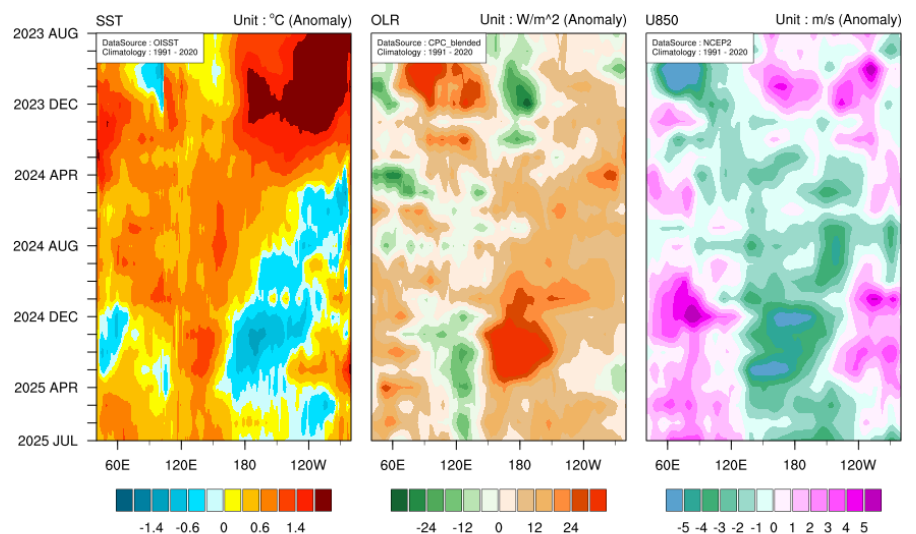 SST Unit : °C (Anomaly)
DataSource : OISST
Climatology : 1991 - 2020
2023 AUG
2023 DEC
2024 APR
2024 AUG
2024 DEC
2025 APR
2025 JUL
60E 120E 180 120W
-1.4 -0.6 0 0.6 1.4
OLR Unit : W/m^2 (Anomaly)
DataSource : CPC_blended
Climatology : 1991 - 2020
60E 120E 180 120W
-24 -12 0 12 24
U850 Unit : m/s (Anomaly)
DataSource : NCEP2
Climatology : 1991 - 2020
60E 120E 180 120W
-5 -4 -3 -2 -1 0 1 2 3 4 5